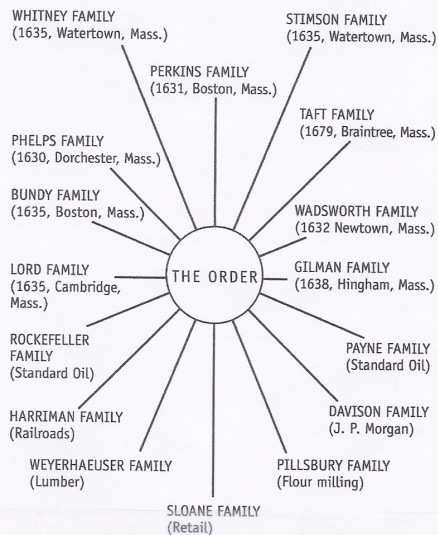 WHITNEY FAMILY
(1635, Watertown, Mass.)
STIMSON FAMILY
(1635, Watertown, Mass.)
PERKINS FAMILY
(1631, Boston, Mass.)
TAFT FAMILY
(1679, Braintree, Mass.)
PHELPS FAMILY
(1630, Dorchester, Mass.)
BUNDY FAMILY
(1635, Boston, Mass.)
WADSWORTH FAMILY
(1632 Newtown, Mass.)
LORD FAMILY
(1635, Cambridge,
Mass.)
THE ORDER
GILMAN FAMILY
(1638, Hingham, Mass.)
ROCKEFELLER
FAMILY
(Standard Oil)
PAYNE FAMILY
(Standard Oil)
HARRIMAN FAMILY
(Railroads)
DAVISON FAMILY
(J. P. Morgan)
WEYERHAEUSER FAMILY
(Lumber)
PILLSBURY FAMILY
(Flour milling)
SLOANE FAMILY
(Retail)